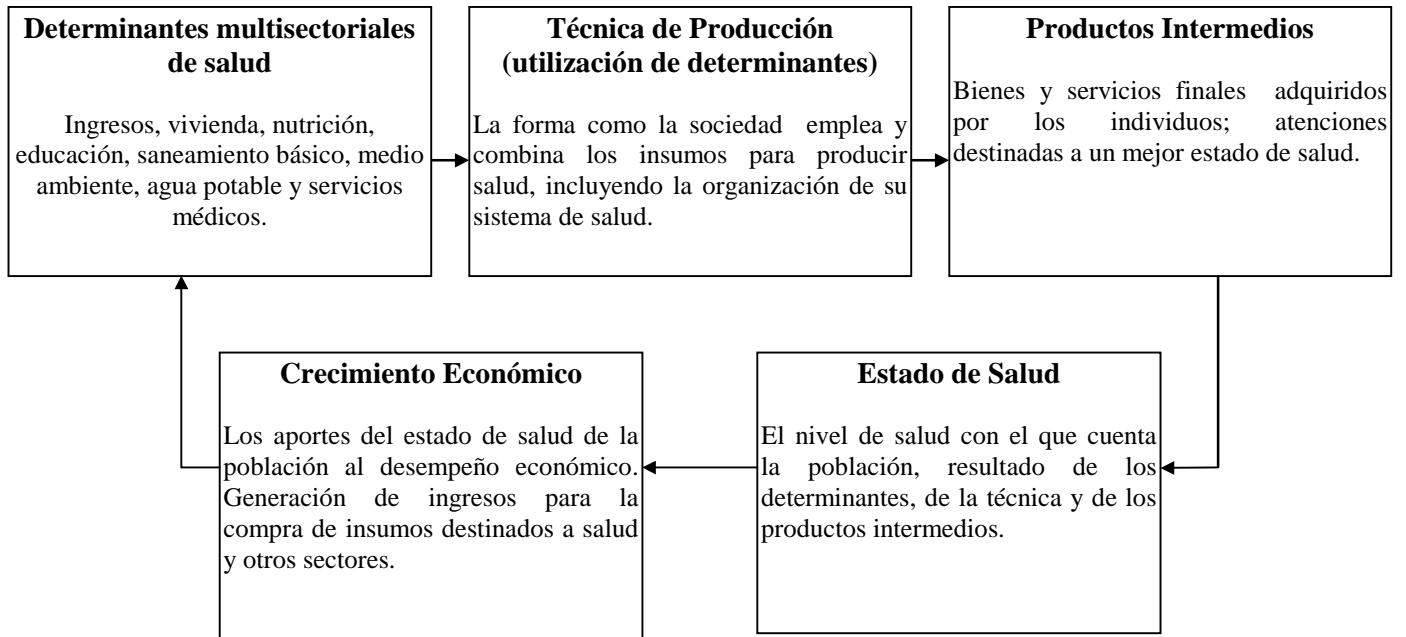 Determinantes multisectoriales
de salud
Ingresos, vivienda, nutrición,
educación, saneamiento básico, medio
ambiente, agua potable y servicios
médicos.
Técnica de Producción
(utilización de determinantes)
La forma como la sociedad emplea y
combina los insumos para producir
salud, incluyendo la organización de su
sistema de salud.
Productos Intermedios
Bienes y servicios finales adquiridos
por los individuos; atenciones
destinadas a un mejor estado de salud.
Crecimiento Económico
Los aportes del estado de salud de la
población al desempeño económico.
Generación de ingresos para la
compra de insumos destinados a salud
y otros sectores.
Estado de Salud
El nivel de salud con el que cuenta
la población, resultado de los
determinantes, de la técnica y de los
productos intermedios.